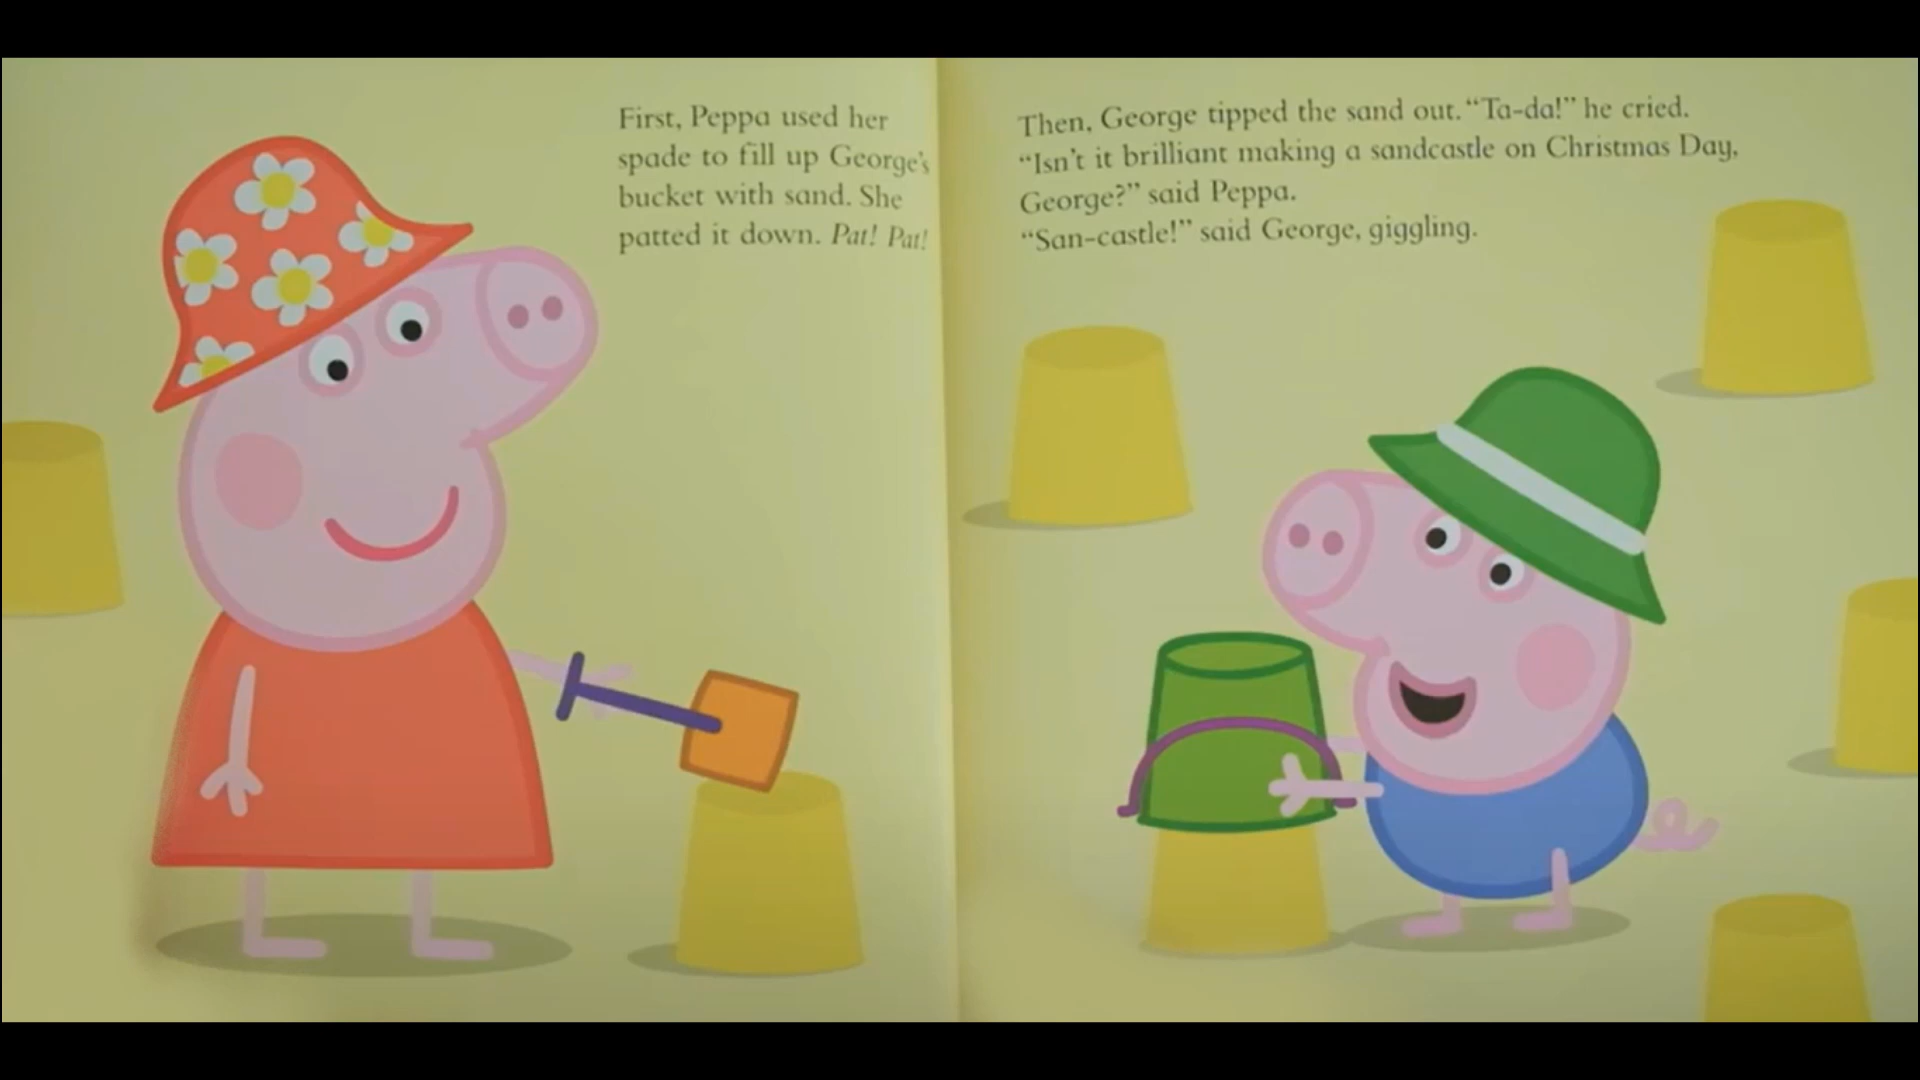 First, Peppa used her
spade to fill up George's
bucket with sand. She
patted it down. Pat! Pat!
Then, George tipped the sand out. “Ta-da!” he cried.
“Isn't it brilliant making a sandcastle on Christmas Day,
George?” said Peppa.
“San-castle!” said George, giggling.